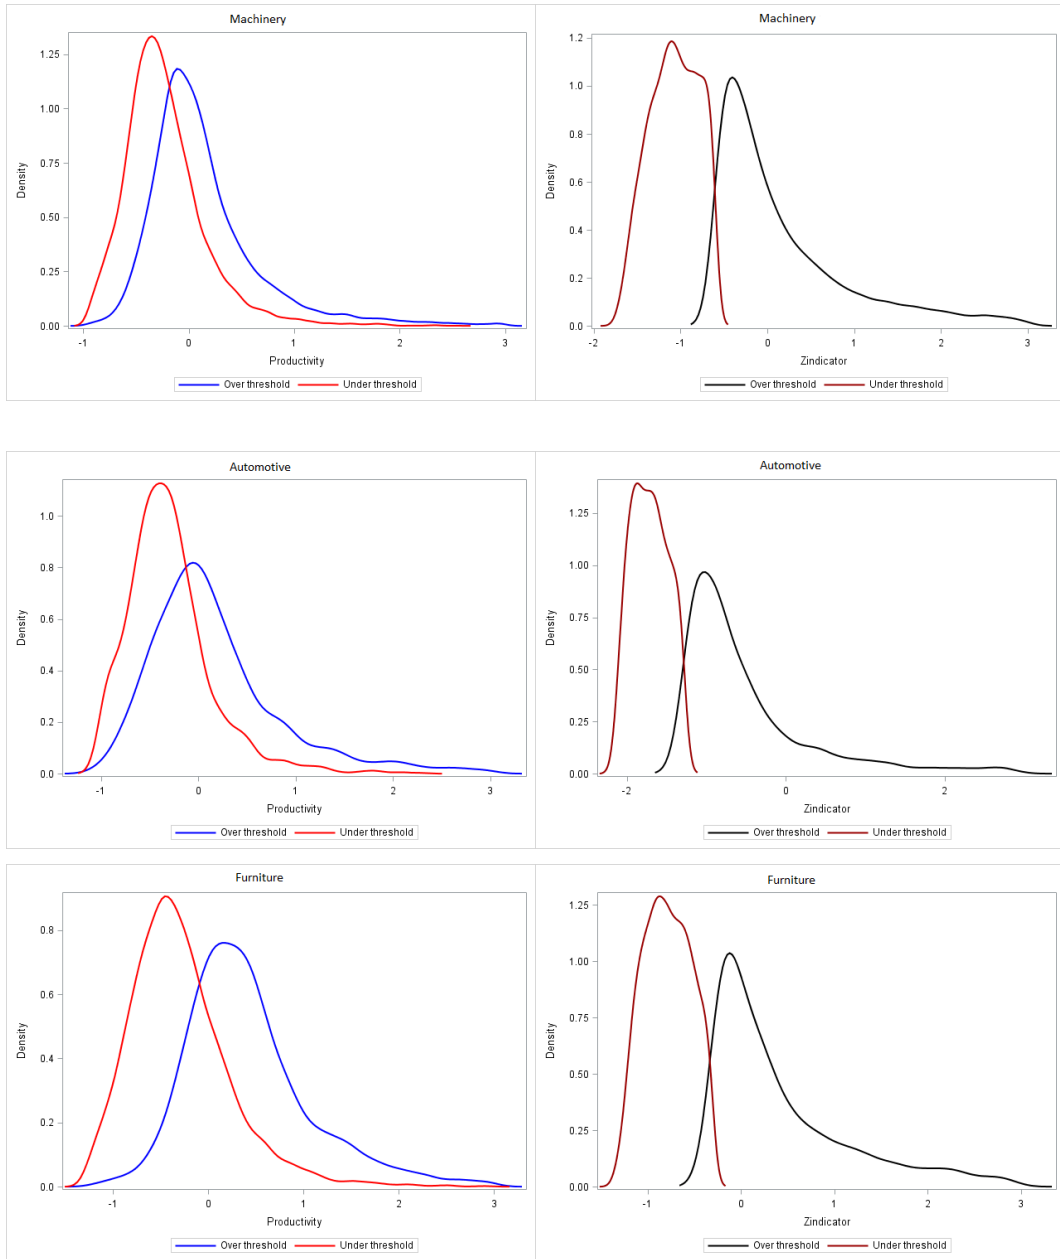 Machinery
1.25
1.00
0.75
0.50
0.25
0.00
Density
-1 0 1 2 3
Productivity
Over threshold Under threshold
Machinery
1.2
1.0
0.8
0.6
0.4
0.2
0.0
Density
-2 -1 0 1 2 3
Zindicator
Over threshold Under threshold
Automotive
1.0
0.8
0.6
0.4
0.2
0.0
Density
-1 0 1 2 3
Productivity
Over threshold Under threshold
Automotive
1.25
1.00
0.75
0.50
0.25
0.00
Density
-2 0 2
Zindicator
Over threshold Under threshold
Furniture
0.8
0.6
0.4
0.2
0.0
Density
-1 0 1 2 3
Productivity
Over threshold Under threshold
Furniture
1.25
1.00
0.75
0.50
0.25
0.00
Density
-1 0 1 2 3
Zindicator
Over threshold Under threshold